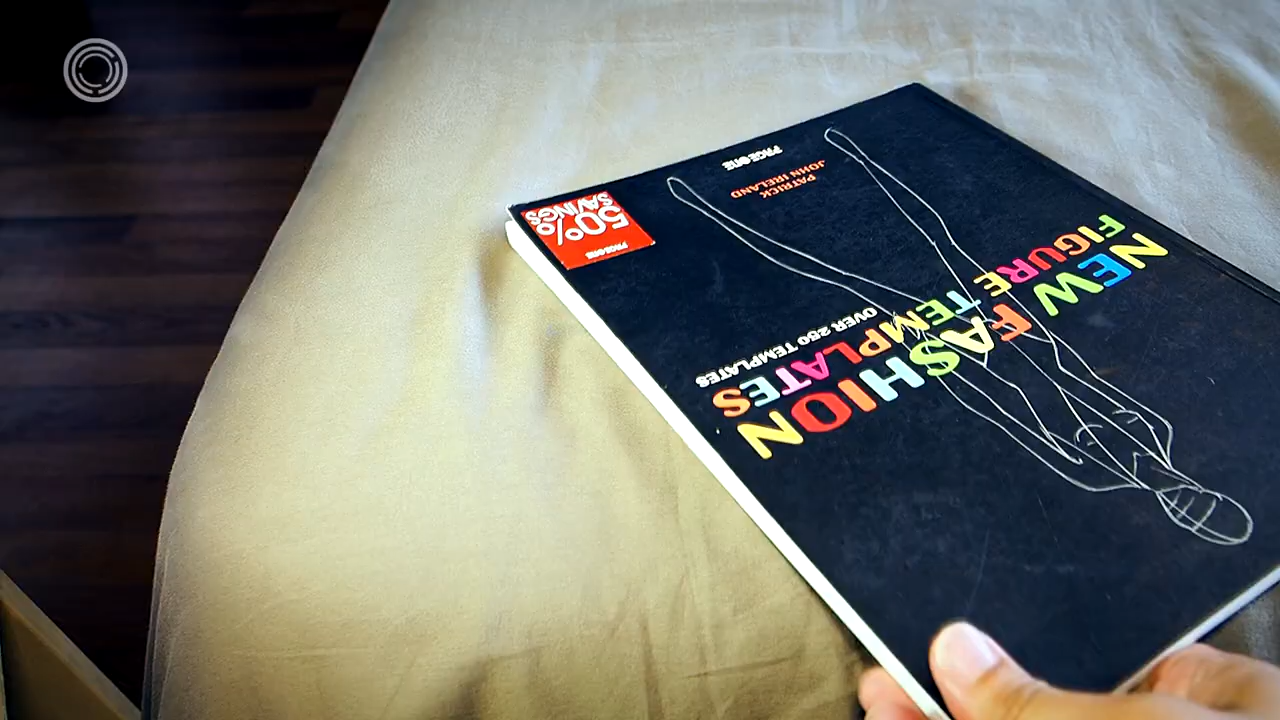 NEW FASHION
FIGURE TEMPLATES
OVER 250 TEMPLATES
PATRICK
JOHN IRELAND
PAGE ONE
PAGE ONE
50%
SAVINGS